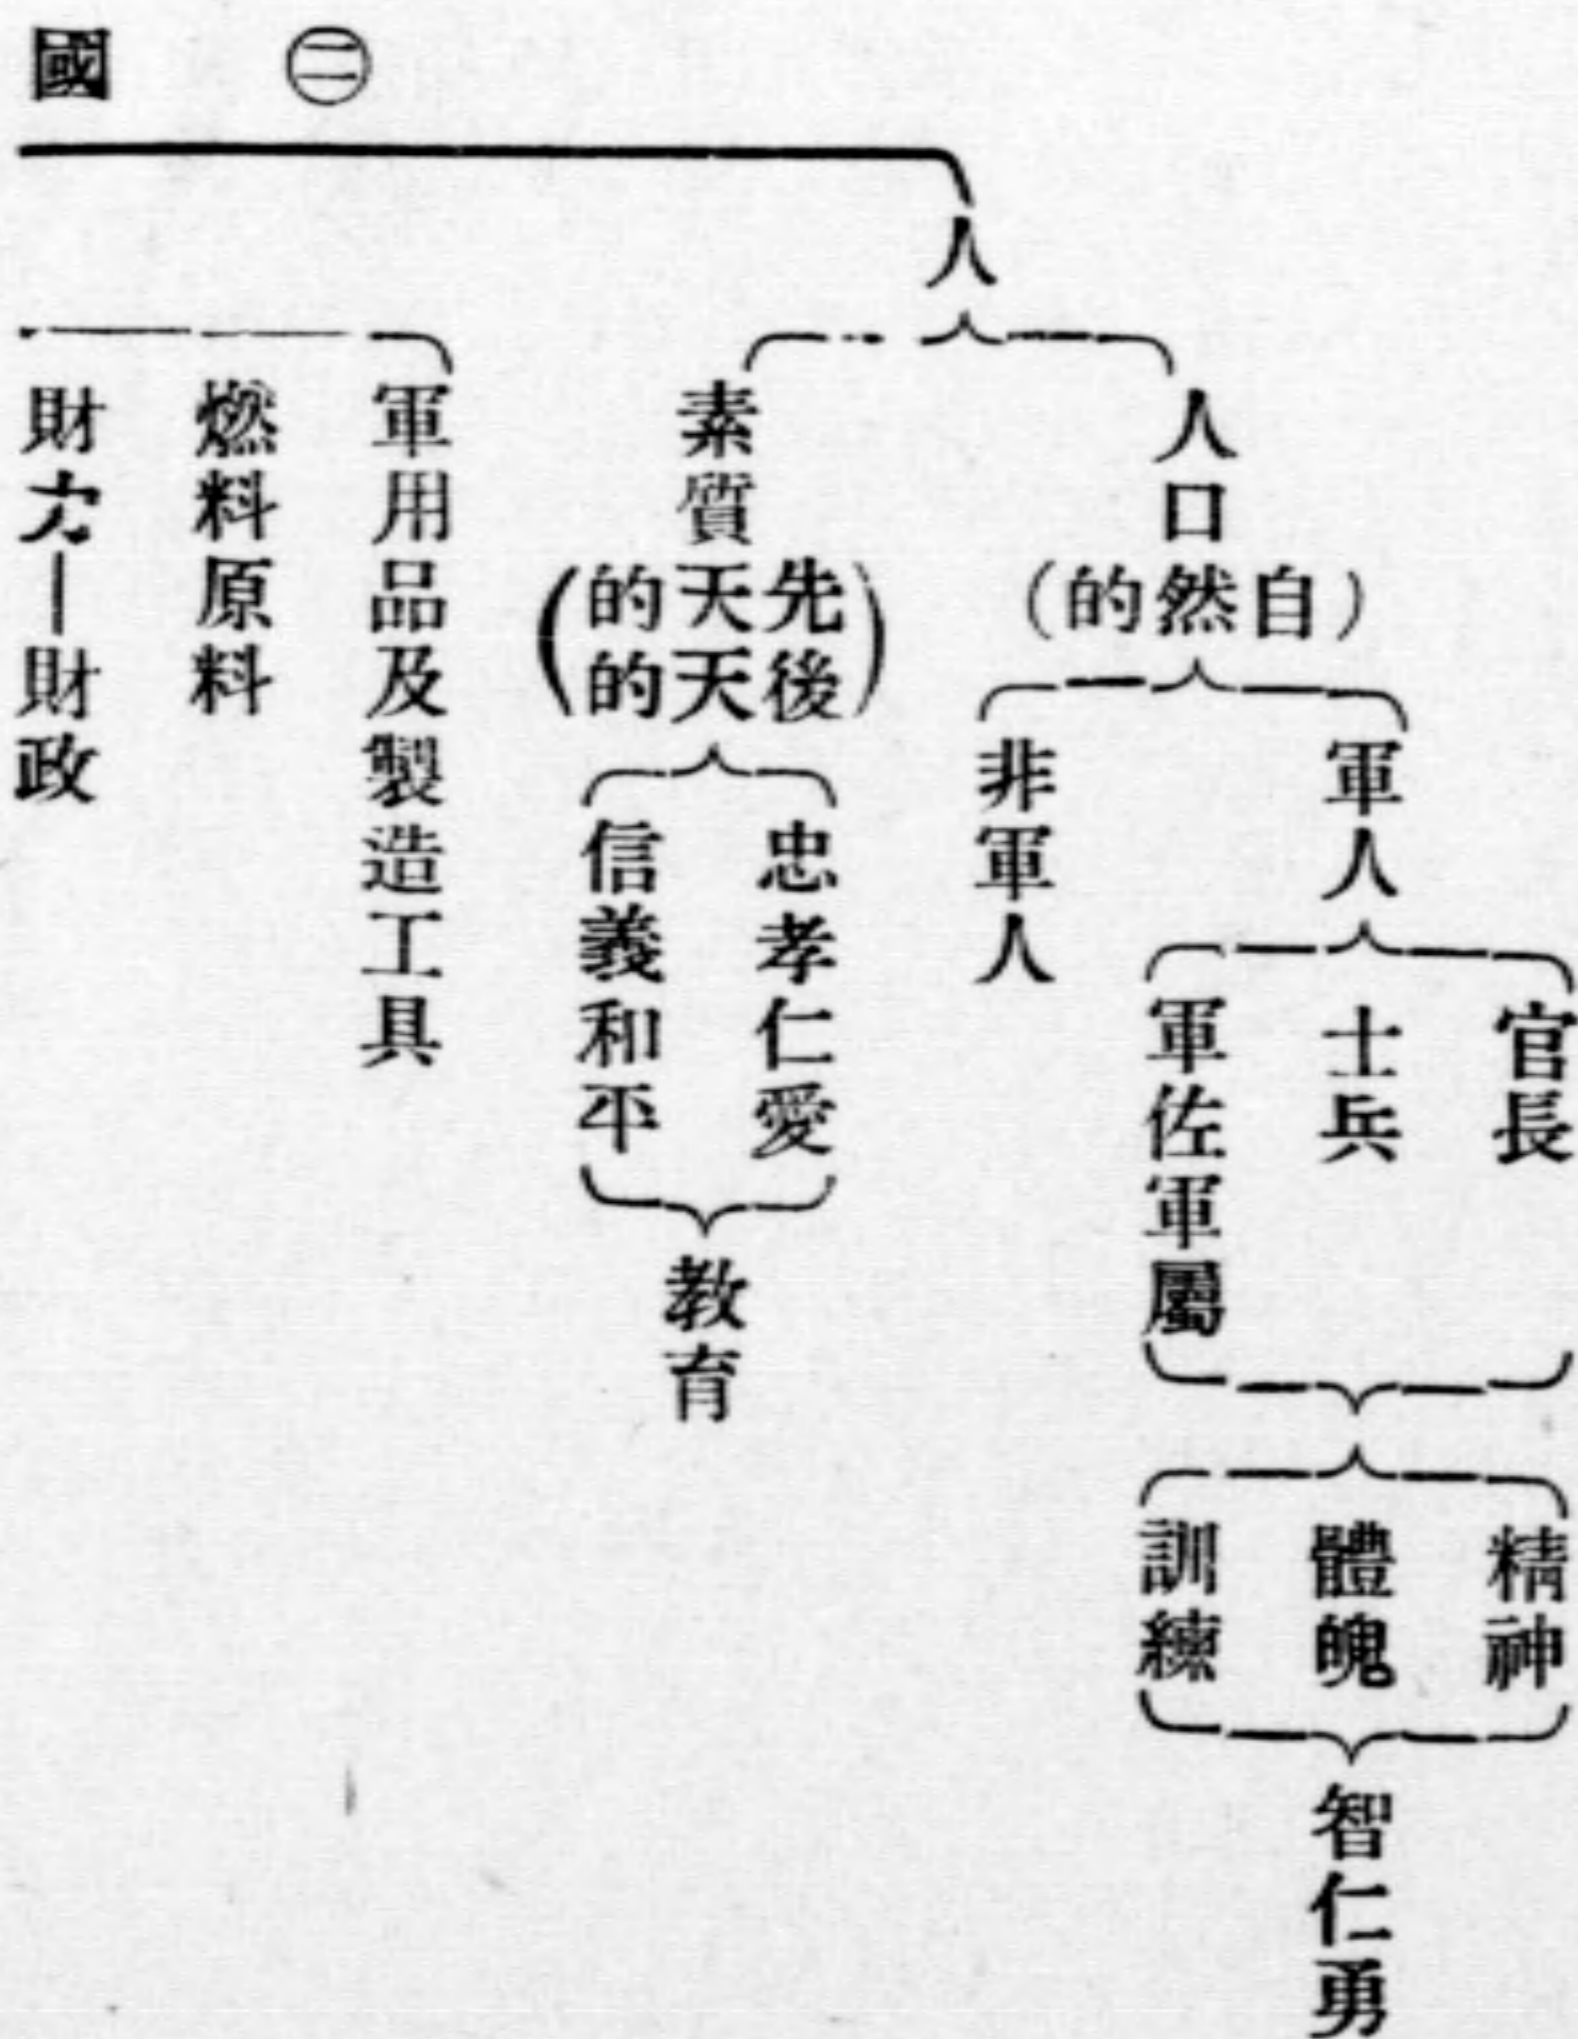 ㊁
國
人
人口
（自然的）
軍人
官長
士兵
軍佐軍屬
精神
體魄
訓練
智仁勇
非軍人
素質
（先天的
後天的）
忠孝仁愛
信義和平
教育
軍用品及製造工具
燃料原料
財力—財政